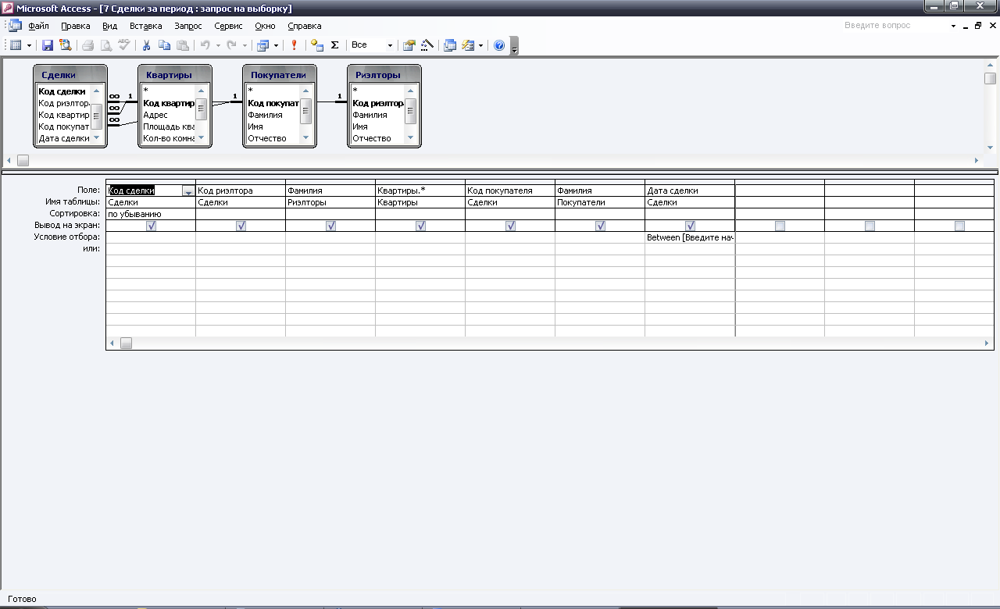 Microsoft Access - [7 Сделки за период : запрос на выборку]
Файл Правка Вид Вставка Запрос Сервис Окно Справка Введите вопрос
Все
Сделки Квартиры Покупатели Риэлторы
Код сделки * * *
Код риэлтор Код квартир Код покупат Код риэлтор
Код квартир Адрес Фамилия Фамилия
Код покупат Площадь ква Имя Имя
Дата сделки Кол-во комна Отчество Отчество
∞ 1 1 1
∞
∞
Поле: Код сделки Код риэлтора Фамилия Квартиры.* Код покупателя Фамилия Дата сделки
Имя таблицы: Сделки Сделки Риэлторы Квартиры Сделки Покупатели Сделки
Сортировка: по убыванию
Вывод на экран:
Условие отбора: Between [Введите нач
или:
Готово